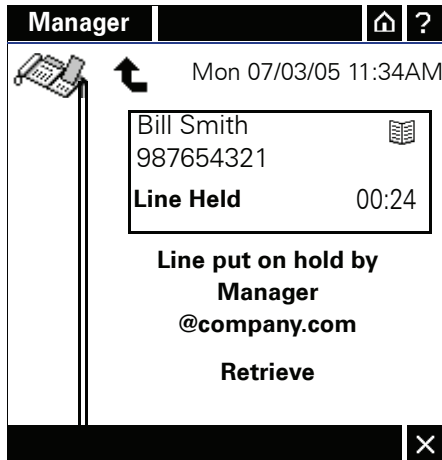 Manager ?
Mon 07/03/05 11:34AM
Bill Smith
987654321
Line Held 00:24
Line put on hold by
Manager
@company.com
Retrieve